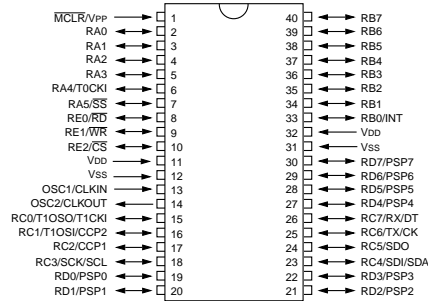 MCLR/VPP 1 40 RB7
RA0 2 39 RB6
RA1 3 38 RB5
RA2 4 37 RB4
RA3 5 36 RB3
RA4/T0CKI 6 35 RB2
RA5/SS 7 34 RB1
RE0/RD 8 33 RB0/INT
RE1/WR 9 32 VDD
RE2/CS 10 31 VSS
VDD 11 30 RD7/PSP7
VSS 12 29 RD6/PSP6
OSC1/CLKIN 13 28 RD5/PSP5
OSC2/CLKOUT 14 27 RD4/PSP4
RC0/T1OSO/T1CKI 15 26 RC7/RX/DT
RC1/T1OSI/CCP2 16 25 RC6/TX/CK
RC2/CCP1 17 24 RC5/SDO
RC3/SCK/SCL 18 23 RC4/SDI/SDA
RD0/PSP0 19 22 RD3/PSP3
RD1/PSP1 20 21 RD2/PSP2